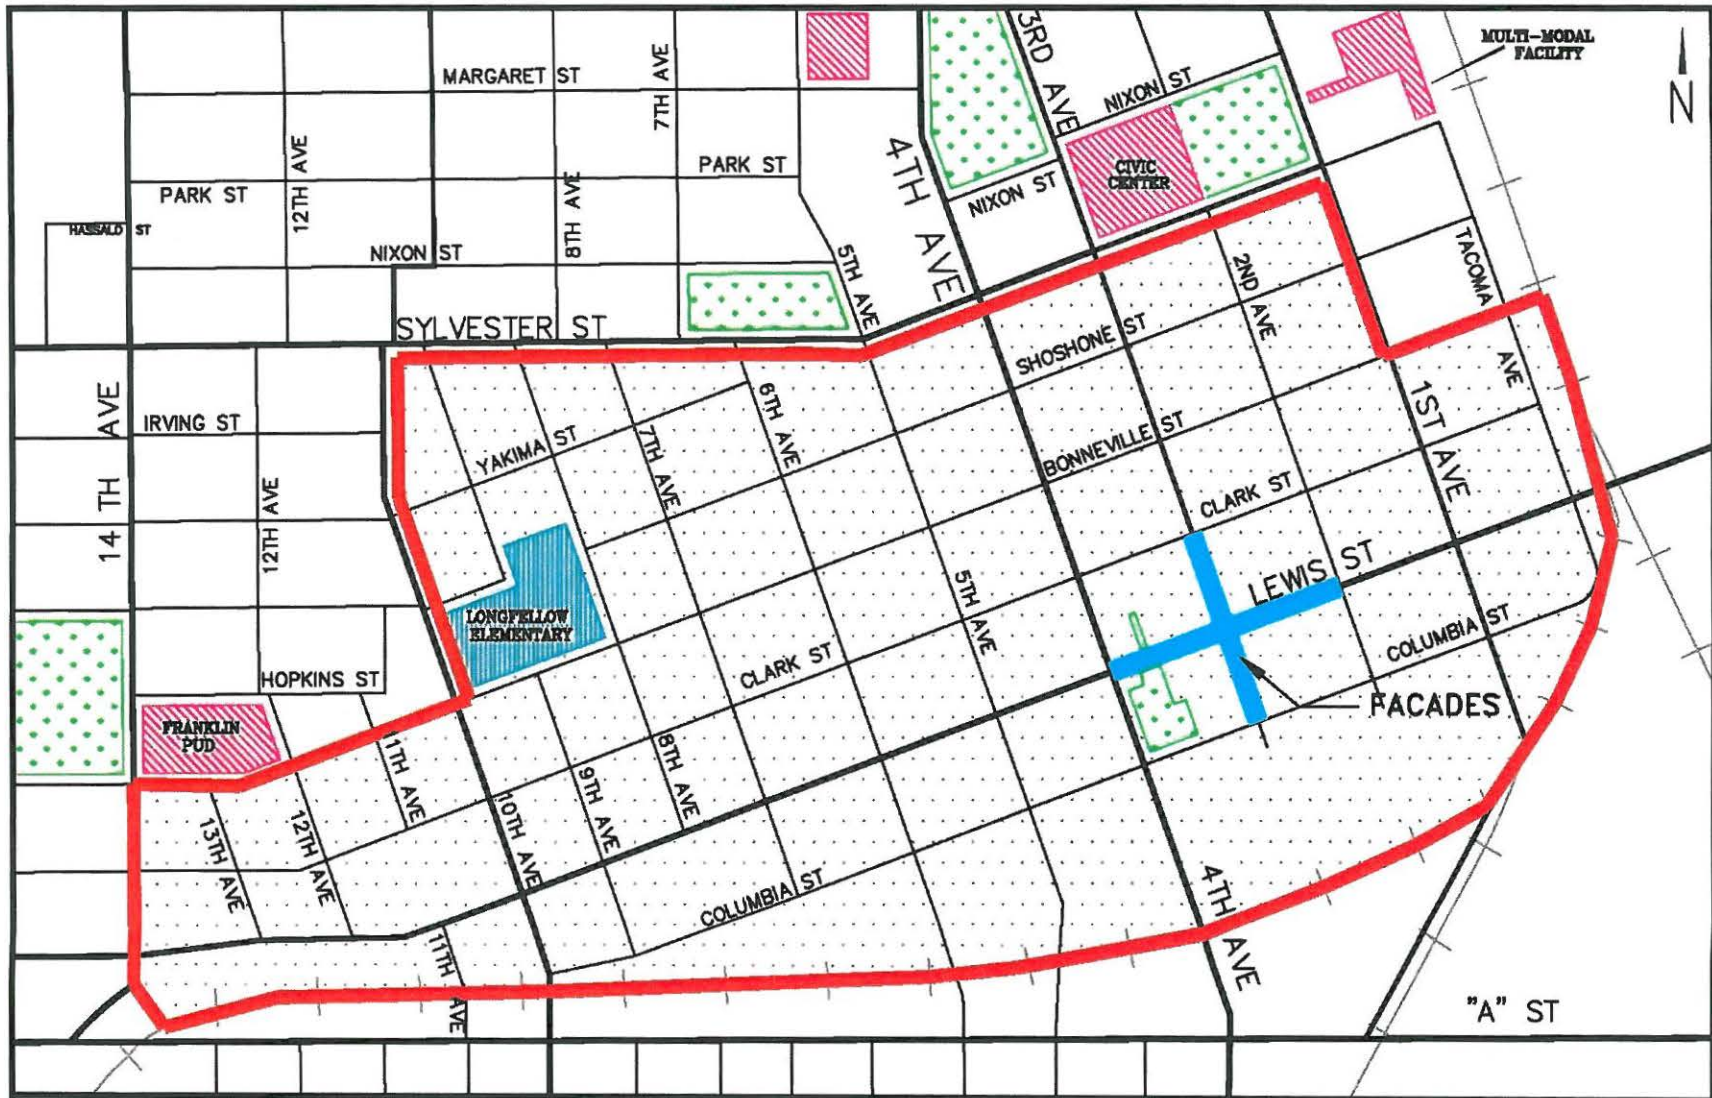 MARGARET ST
7TH AVE
3RD AVE
NIXON ST
MULTI-MODAL
FACILITY
N
12TH AVE
PARK ST
PARK ST
8TH AVE
4TH AVE
NIXON ST
CIVIC
CENTER
HASSALO ST
NIXON ST
5TH AVE
2ND AVE
TACOMA AVE
SYLVESTER ST
SHOSHONE ST
14 TH AVE
IRVING ST
12TH AVE
YAKIMA ST
7TH AVE
6TH AVE
BONNEVILLE ST
1ST AVE
CLARK ST
LEWIS ST
COLUMBIA ST
LONGFELLOW
ELEMENTARY
5TH AVE
CLARK ST
HOPKINS ST
FACADES
FRANKLIN
PUD
11TH AVE
8TH AVE
9TH AVE
10TH AVE
13TH AVE
12TH AVE
COLUMBIA ST
4TH AVE
11TH AVE
"A" ST